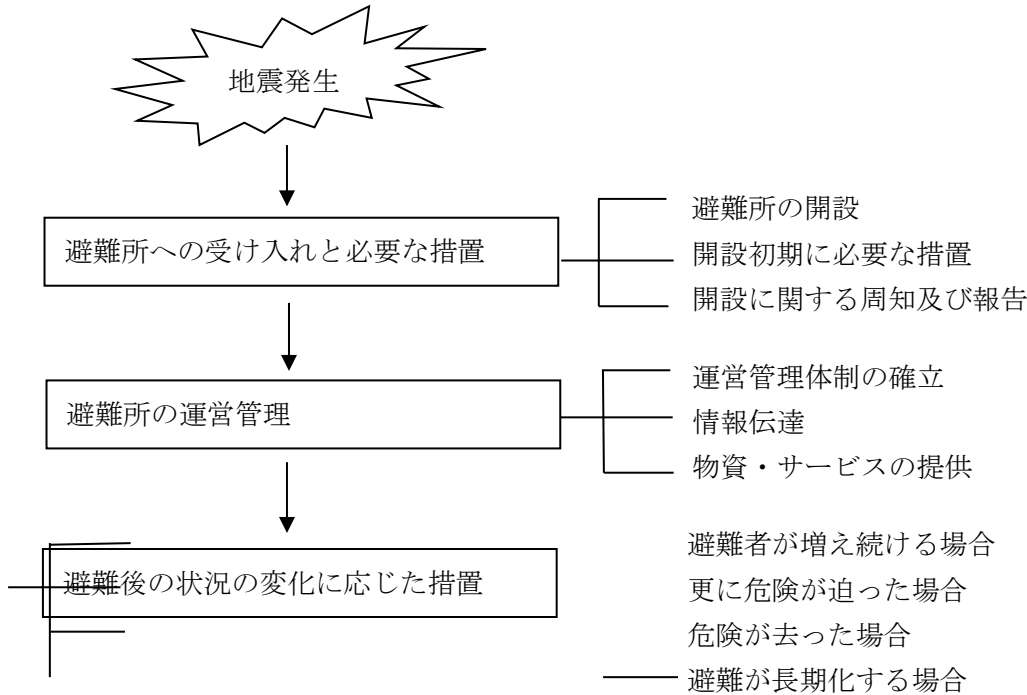 地震発生
避難所への受け入れと必要な措置
避難所の開設
開設初期に必要な措置
開設に関する周知及び報告
避難所の運営管理
運営管理体制の確立
情報伝達
物資・サービスの提供
避難後の状況の変化に応じた措置
避難者が増え続ける場合
更に危険が迫った場合
危険が去った場合
避難が長期化する場合